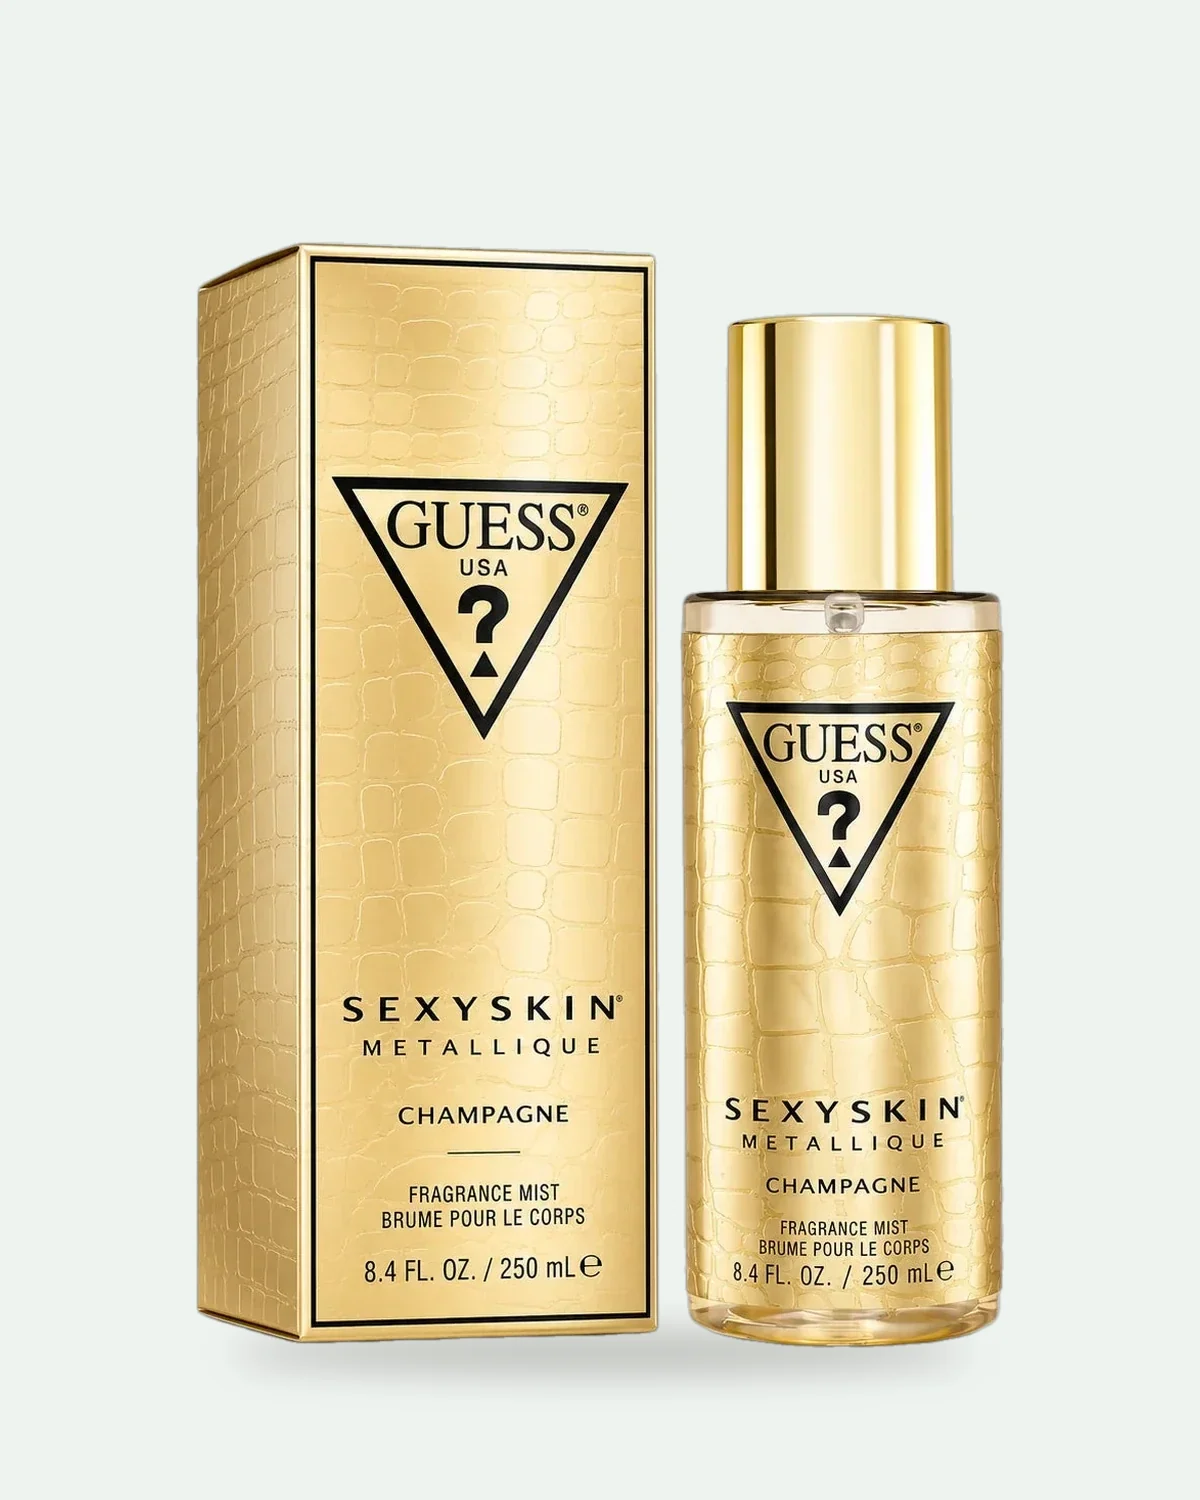 GUESS®
USA
?
SEXYSKIN®
METALLIQUE
CHAMPAGNE
FRAGRANCE MIST
BRUME POUR LE CORPS
8.4 FL. OZ. / 250 mL ℮
GUESS®
USA
?
SEXYSKIN®
METALLIQUE
CHAMPAGNE
FRAGRANCE MIST
BRUME POUR LE CORPS
8.4 FL. OZ. / 250 mL ℮